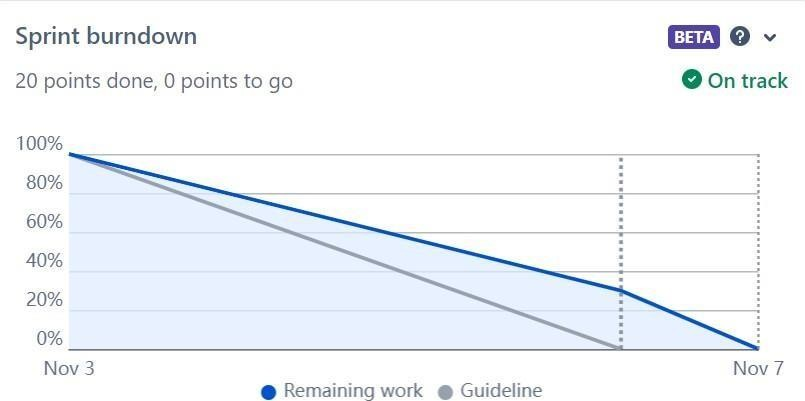 Sprint burndown BETA ?
20 points done, 0 points to go On track
100%
80%
60%
40%
20%
0%
Nov 3 Nov 7
Remaining work Guideline